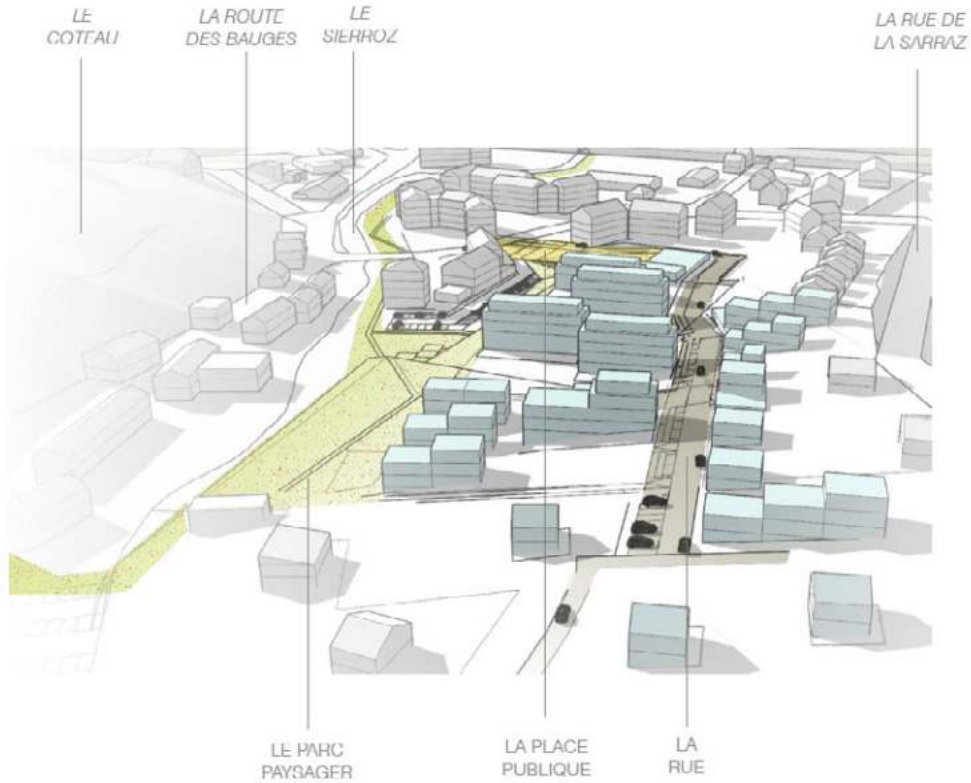 LE
COTEAU
LA ROUTE
DES BAUGES
LE
SIERROZ
LA RUE DE
LA SARRAZ
LE PARC
PAYSAGER
LA PLACE
PUBLIQUE
LA
RUE